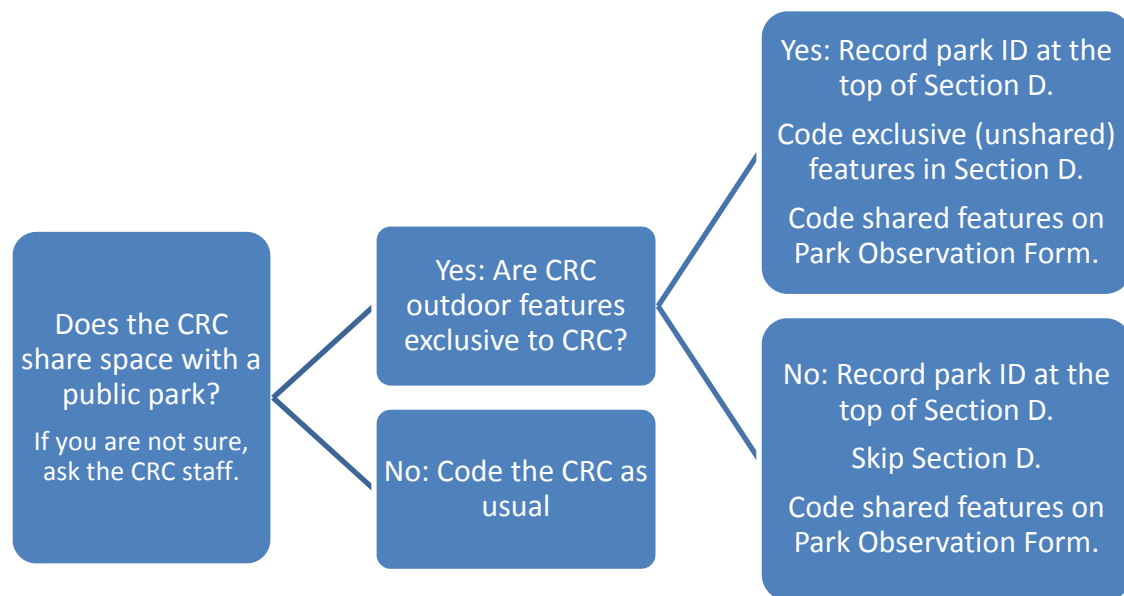 Does the CRC
share space with a
public park?
If you are not sure,
ask the CRC staff.
Yes: Are CRC
outdoor features
exclusive to CRC?
No: Code the CRC as
usual
Yes: Record park ID at the
top of Section D.
Code exclusive (unshared)
features in Section D.
Code shared features on
Park Observation Form.
No: Record park ID at the
top of Section D.
Skip Section D.
Code shared features on
Park Observation Form.